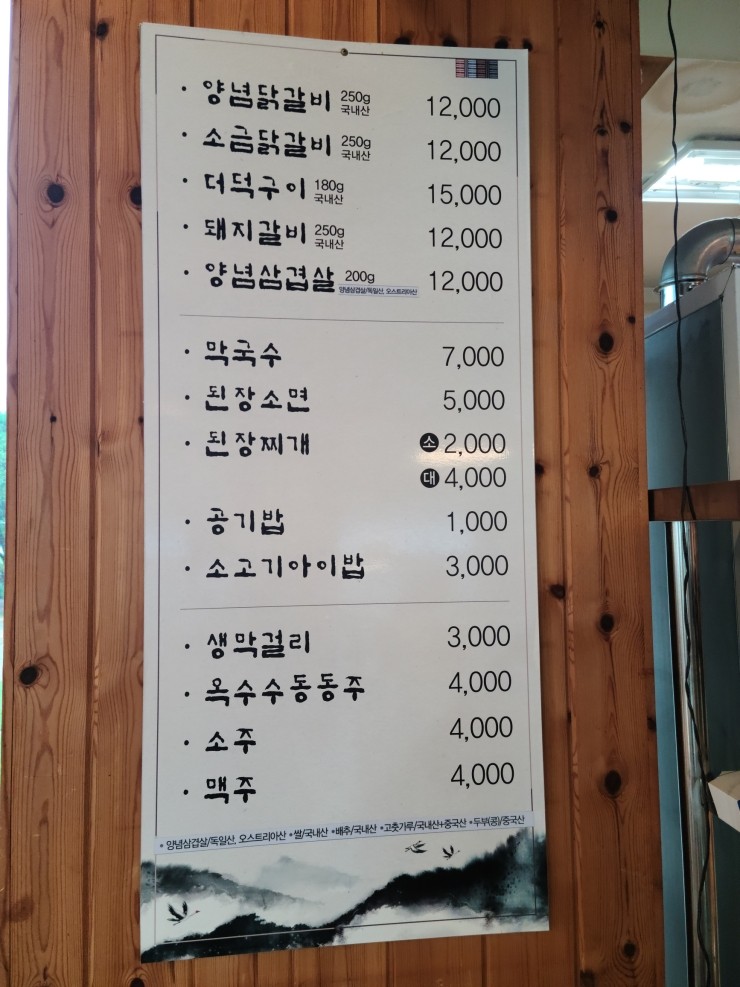 · 양념닭갈비 250g 국내산 12,000
· 소금닭갈비 250g 국내산 12,000
· 더덕구이 180g 국내산 15,000
· 돼지갈비 250g 국내산 12,000
· 양념삼겹살 200g 양념삼겹살/독일산, 오스트리아산 12,000
· 막국수 7,000
· 된장소면 5,000
· 된장찌개 소 2,000
대 4,000
· 공기밥 1,000
· 소고기아이밥 3,000
· 생막걸리 3,000
· 옥수수동동주 4,000
· 소주 4,000
· 맥주 4,000
• 양념삼겹살/독일산, 오스트리아산 •쌀/국내산 •배추/국내산 •고춧가루/국내산+중국산 •두부(콩)/중국산